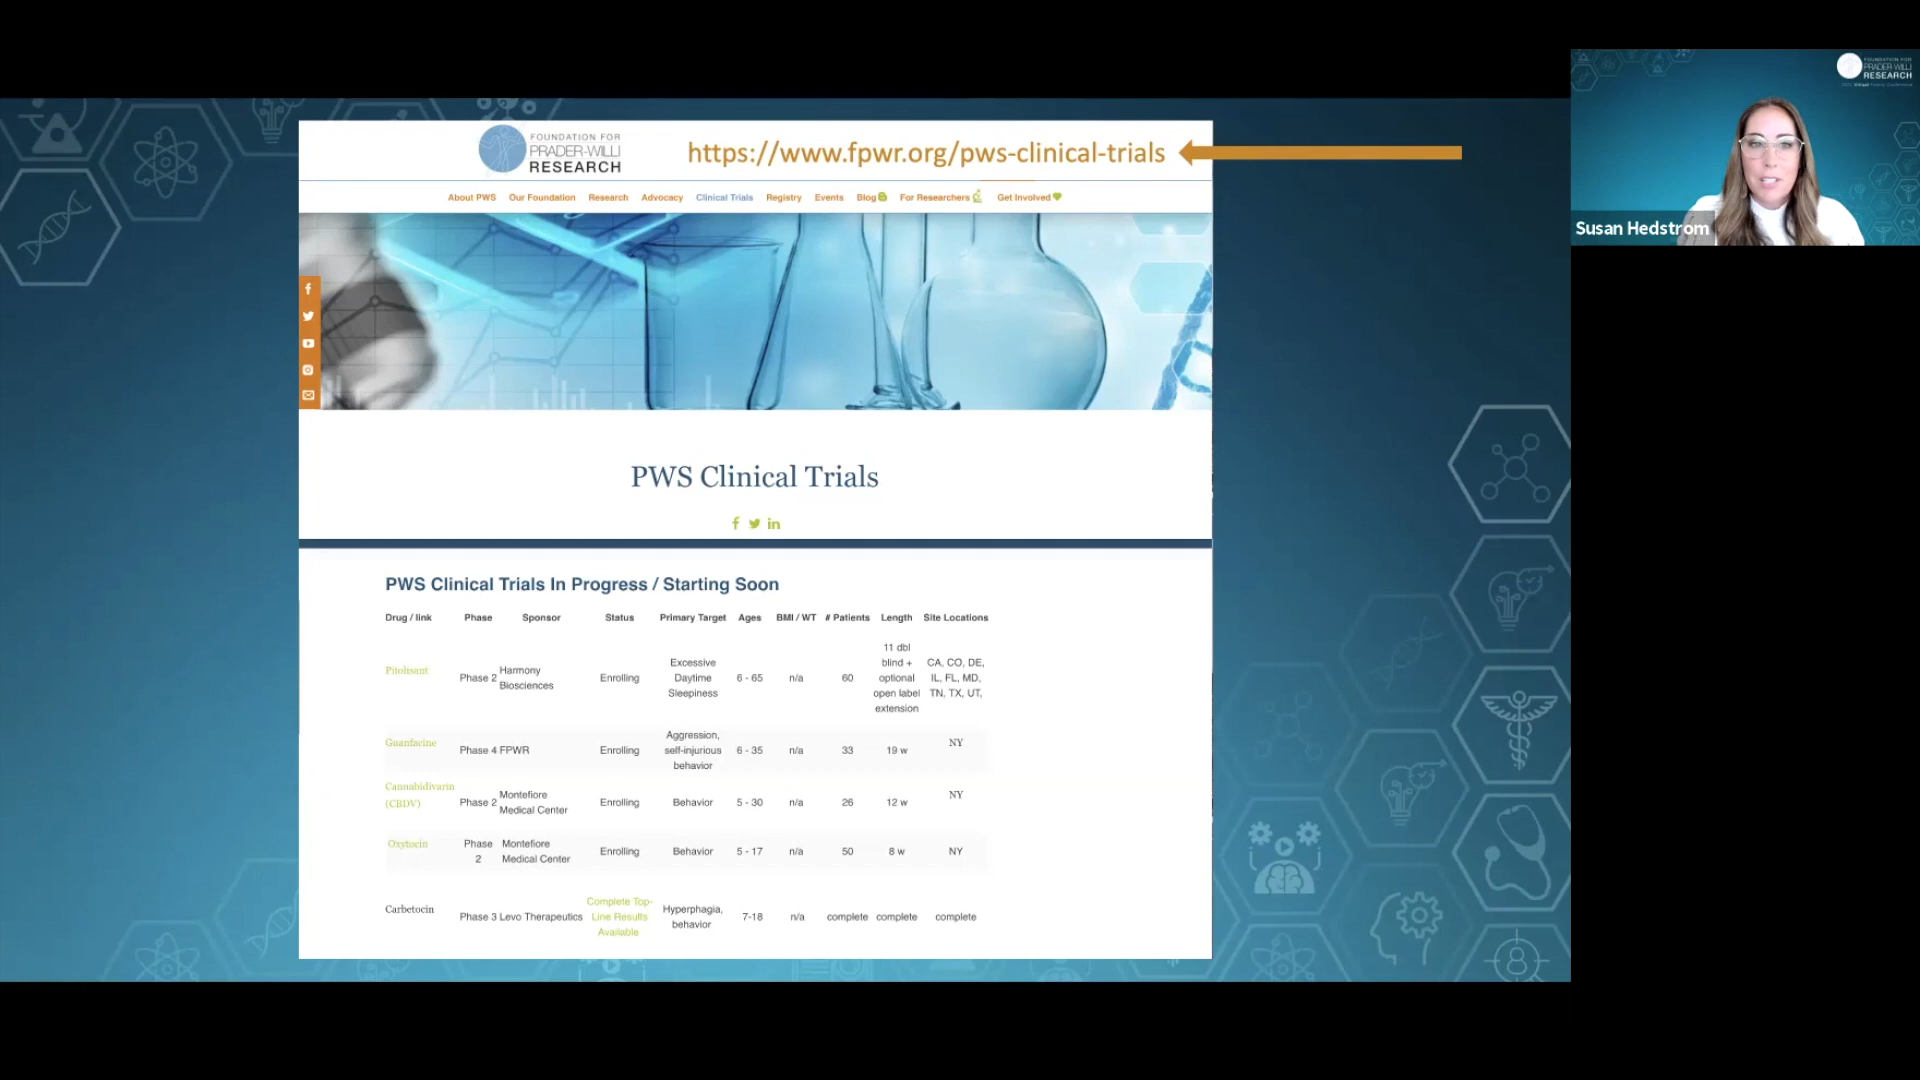 FOUNDATION FOR
PRADER-WILLI
RESEARCH
https://www.fpwr.org/pws-clinical-trials
About PWS Our Foundation Research Advocacy Clinical Trials Registry Events Blog For Researchers Get Involved
PWS Clinical Trials
PWS Clinical Trials In Progress / Starting Soon
Drug / link Phase Sponsor Status Primary Target Ages BMI / WT # Patients Length Site Locations
Pitolisant Phase 2 Harmony Biosciences Enrolling Excessive Daytime Sleepiness 6 - 65 n/a 60 11 dbl blind + optional open label extension CA, CO, DE, IL, FL, MD, TN, TX, UT,
Guanfacine Phase 4 FPWR Enrolling Aggression, self-injurious behavior 6 - 35 n/a 33 19 w NY
Cannabidivarin (CBDV) Phase 2 Montefiore Medical Center Enrolling Behavior 5 - 30 n/a 26 12 w NY
Oxytocin Phase 2 Montefiore Medical Center Enrolling Behavior 5 - 17 n/a 50 8 w NY
Carbetocin Phase 3 Levo Therapeutics Complete Top-Line Results Available Hyperphagia, behavior 7-18 n/a complete complete complete
FOUNDATION FOR
PRADER-WILLI
RESEARCH
Susan Hedstrom